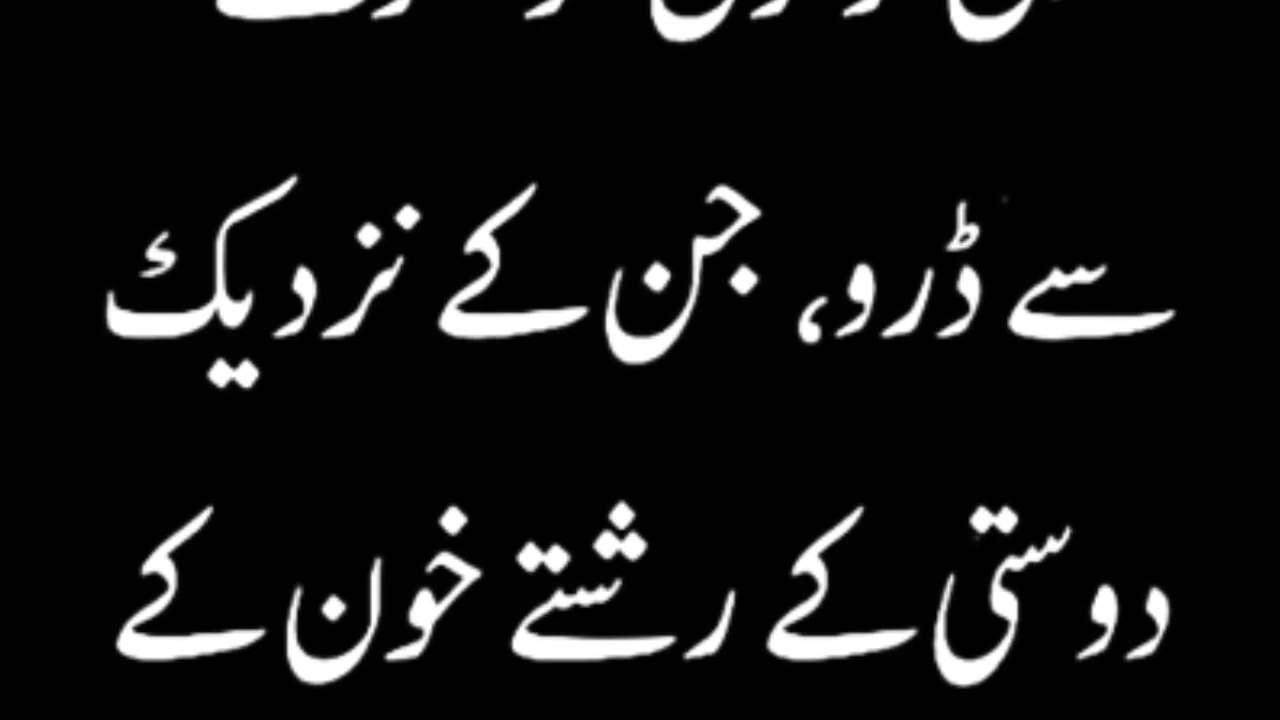 سے ڈرو، جن کے نزدیک
دوستی کے رشتے خون کے